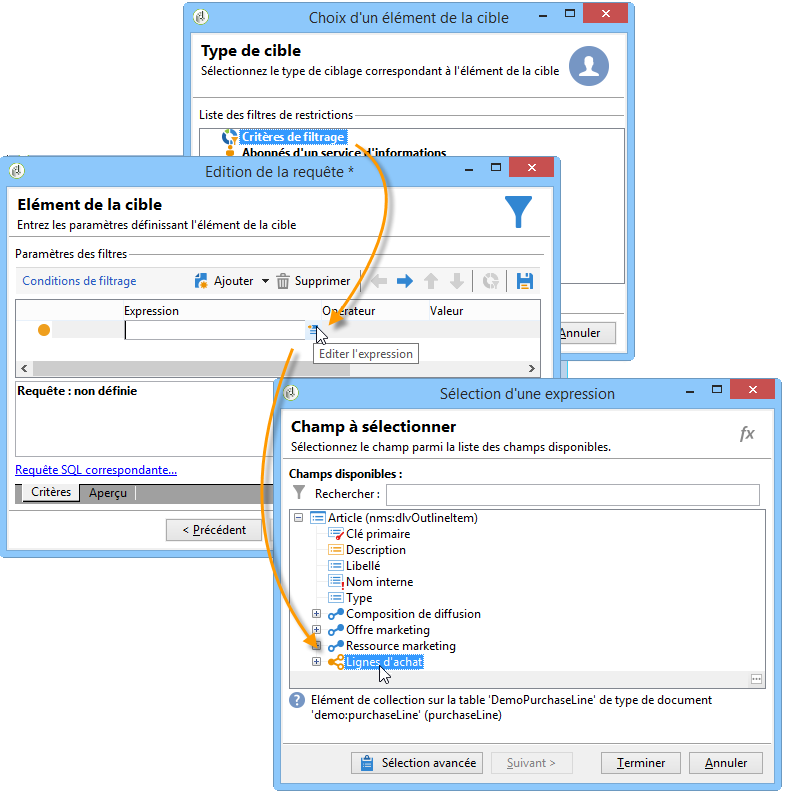 Choix d'un élément de la cible
Type de cible
Sélectionnez le type de ciblage correspondant à l'élément de la cible
Liste des filtres de restrictions
Critères de filtrage
Abonnés d'un service d'informations
Edition de la requête *
Elément de la cible
Entrez les paramètres définissant l'élément de la cible
Paramètres des filtres
Conditions de filtrage Ajouter Supprimer
Expression Opérateur Valeur
Editer l'expression
Annuler
Requête : non définie
Requête SQL correspondante...
Critères Aperçu
< Précédent
Sélection d'une expression
Champ à sélectionner
Sélectionnez le champ parmi la liste des champs disponibles.
fx
Champs disponibles :
Rechercher :
Article (nms:dlvOutlineItem)
Clé primaire
Description
Libellé
Nom interne
Type
Composition de diffusion
Offre marketing
Ressource marketing
Lignes d'achat
Elément de collection sur la table 'DemoPurchaseLine' de type de document
'demo:purchaseLine' (purchaseLine)
Sélection avancée Suivant > Terminer Annuler